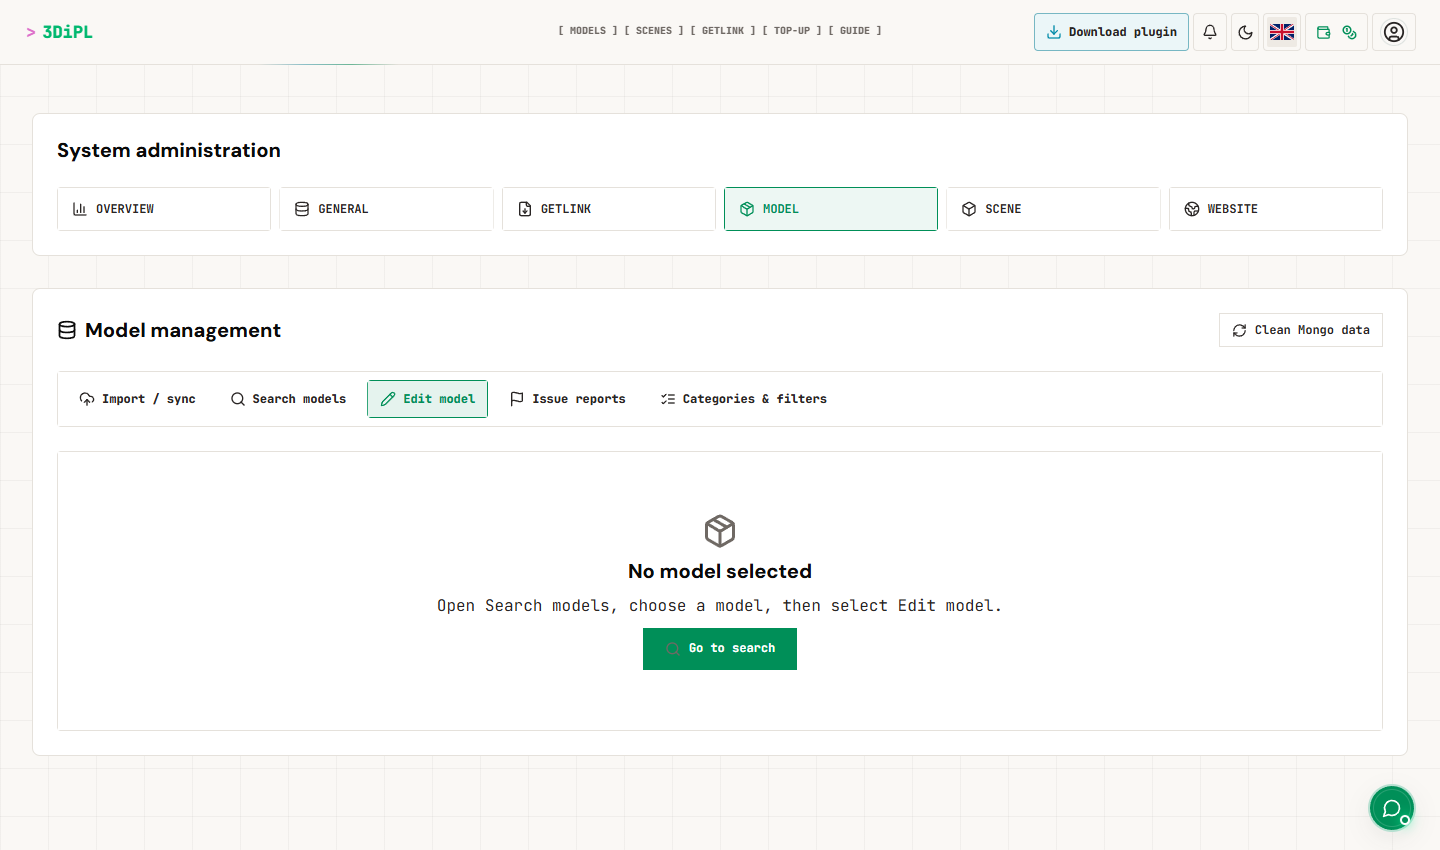 > 3DiPL
[ MODELS ] [ SCENES ] [ GETLINK ] [ TOP-UP ] [ GUIDE ]
Download plugin
System administration
OVERVIEW
GENERAL
GETLINK
MODEL
SCENE
WEBSITE
Model management
Clean Mongo data
Import / sync
Search models
Edit model
Issue reports
Categories & filters
No model selected
Open Search models, choose a model, then select Edit model.
Go to search